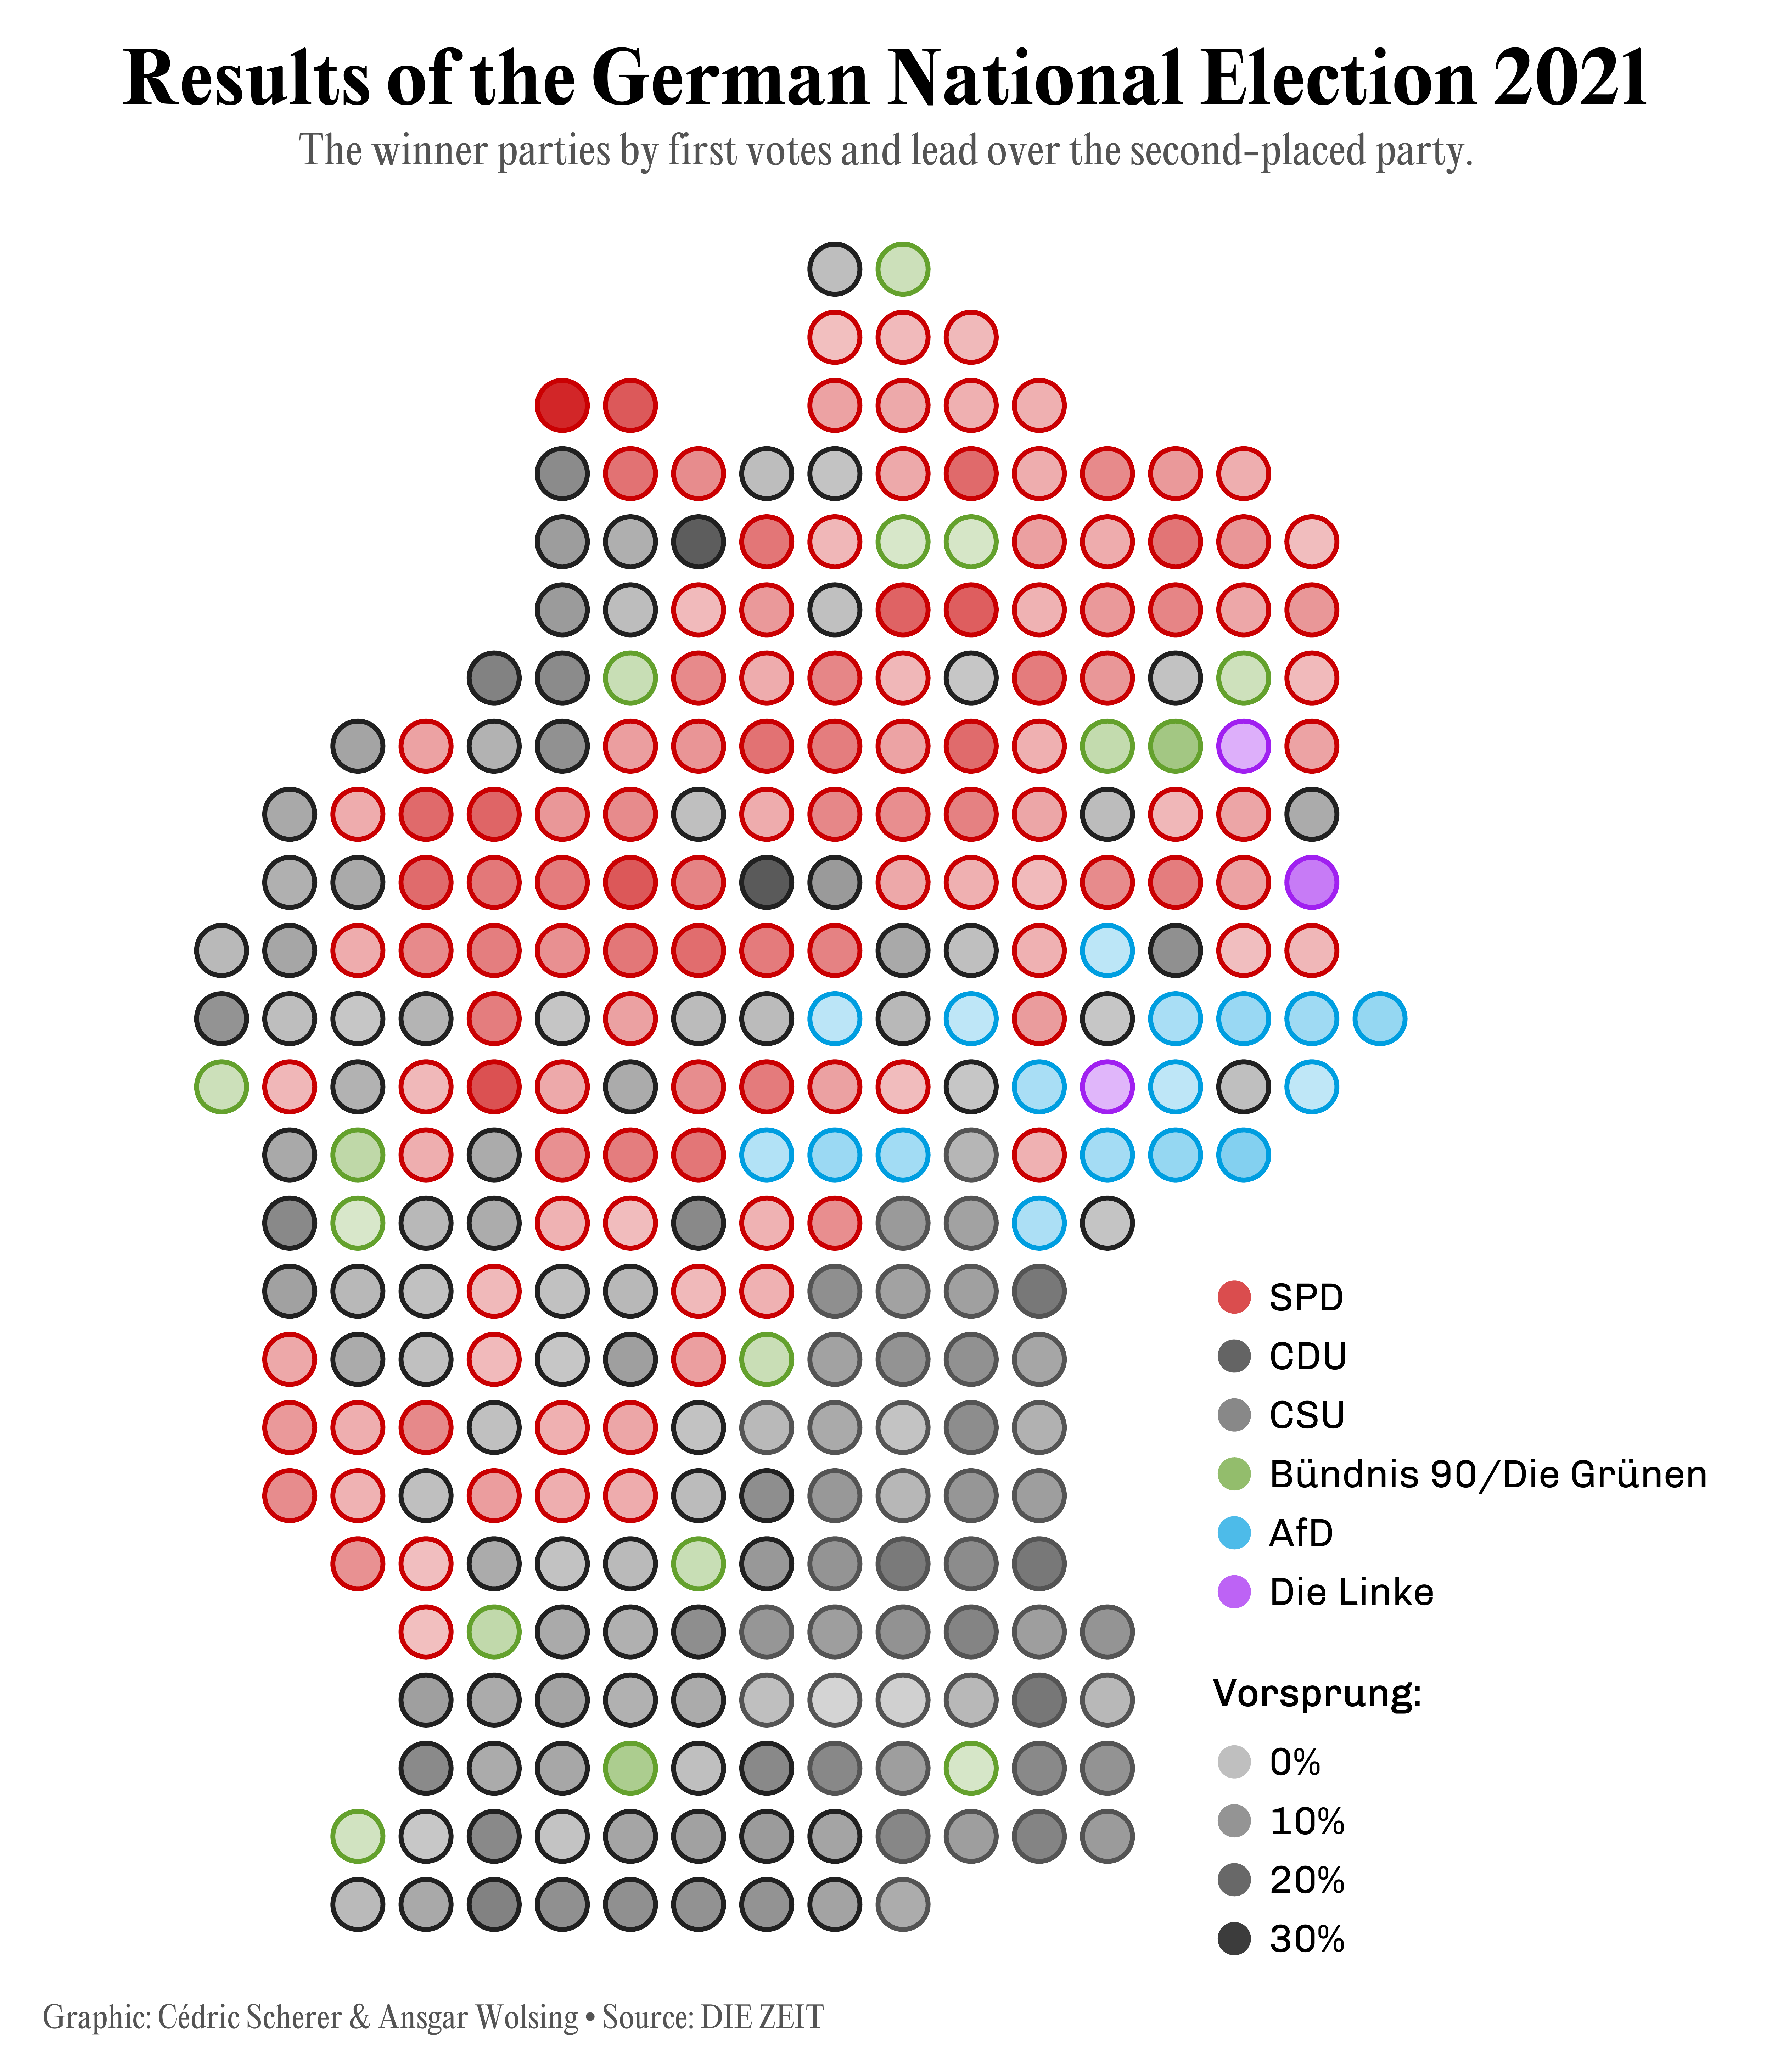 Results of the German National Election 2021
The winner parties by first votes and lead over the second-placed party.
SPD
CDU
CSU
Bündnis 90/Die Grünen
AfD
Die Linke
Vorsprung:
0%
10%
20%
30%
Graphic: Cédric Scherer & Ansgar Wolsing • Source: DIE ZEIT